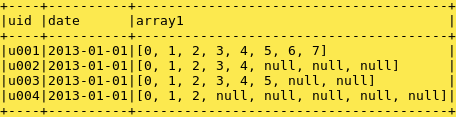 +----+----------+----------------------------------------+
|uid |date      |array1                                  |
+----+----------+----------------------------------------+
|u001|2013-01-01|[0, 1, 2, 3, 4, 5, 6, 7]                |
|u002|2013-01-01|[0, 1, 2, 3, 4, null, null, null]       |
|u003|2013-01-01|[0, 1, 2, 3, 4, 5, null, null]          |
|u004|2013-01-01|[0, 1, 2, null, null, null, null, null]|
+----+----------+----------------------------------------+